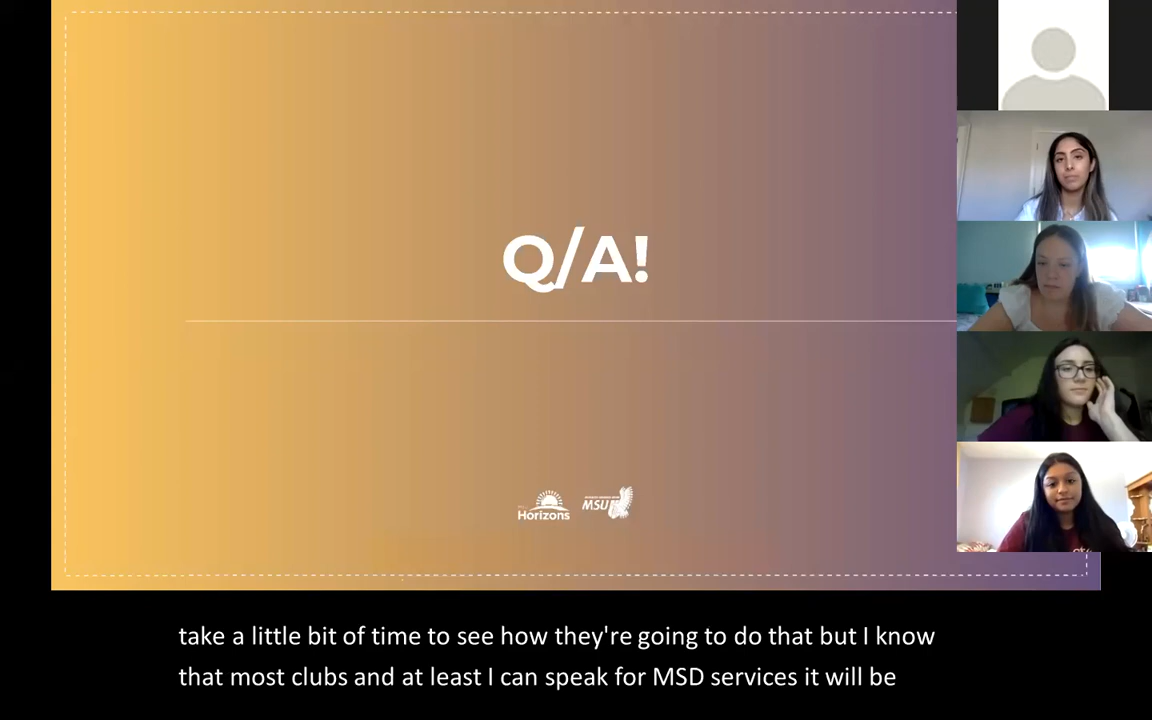 Q/A!
Horizons
MSU
take a little bit of time to see how they're going to do that but I know
that most clubs and at least I can speak for MSD services it will be